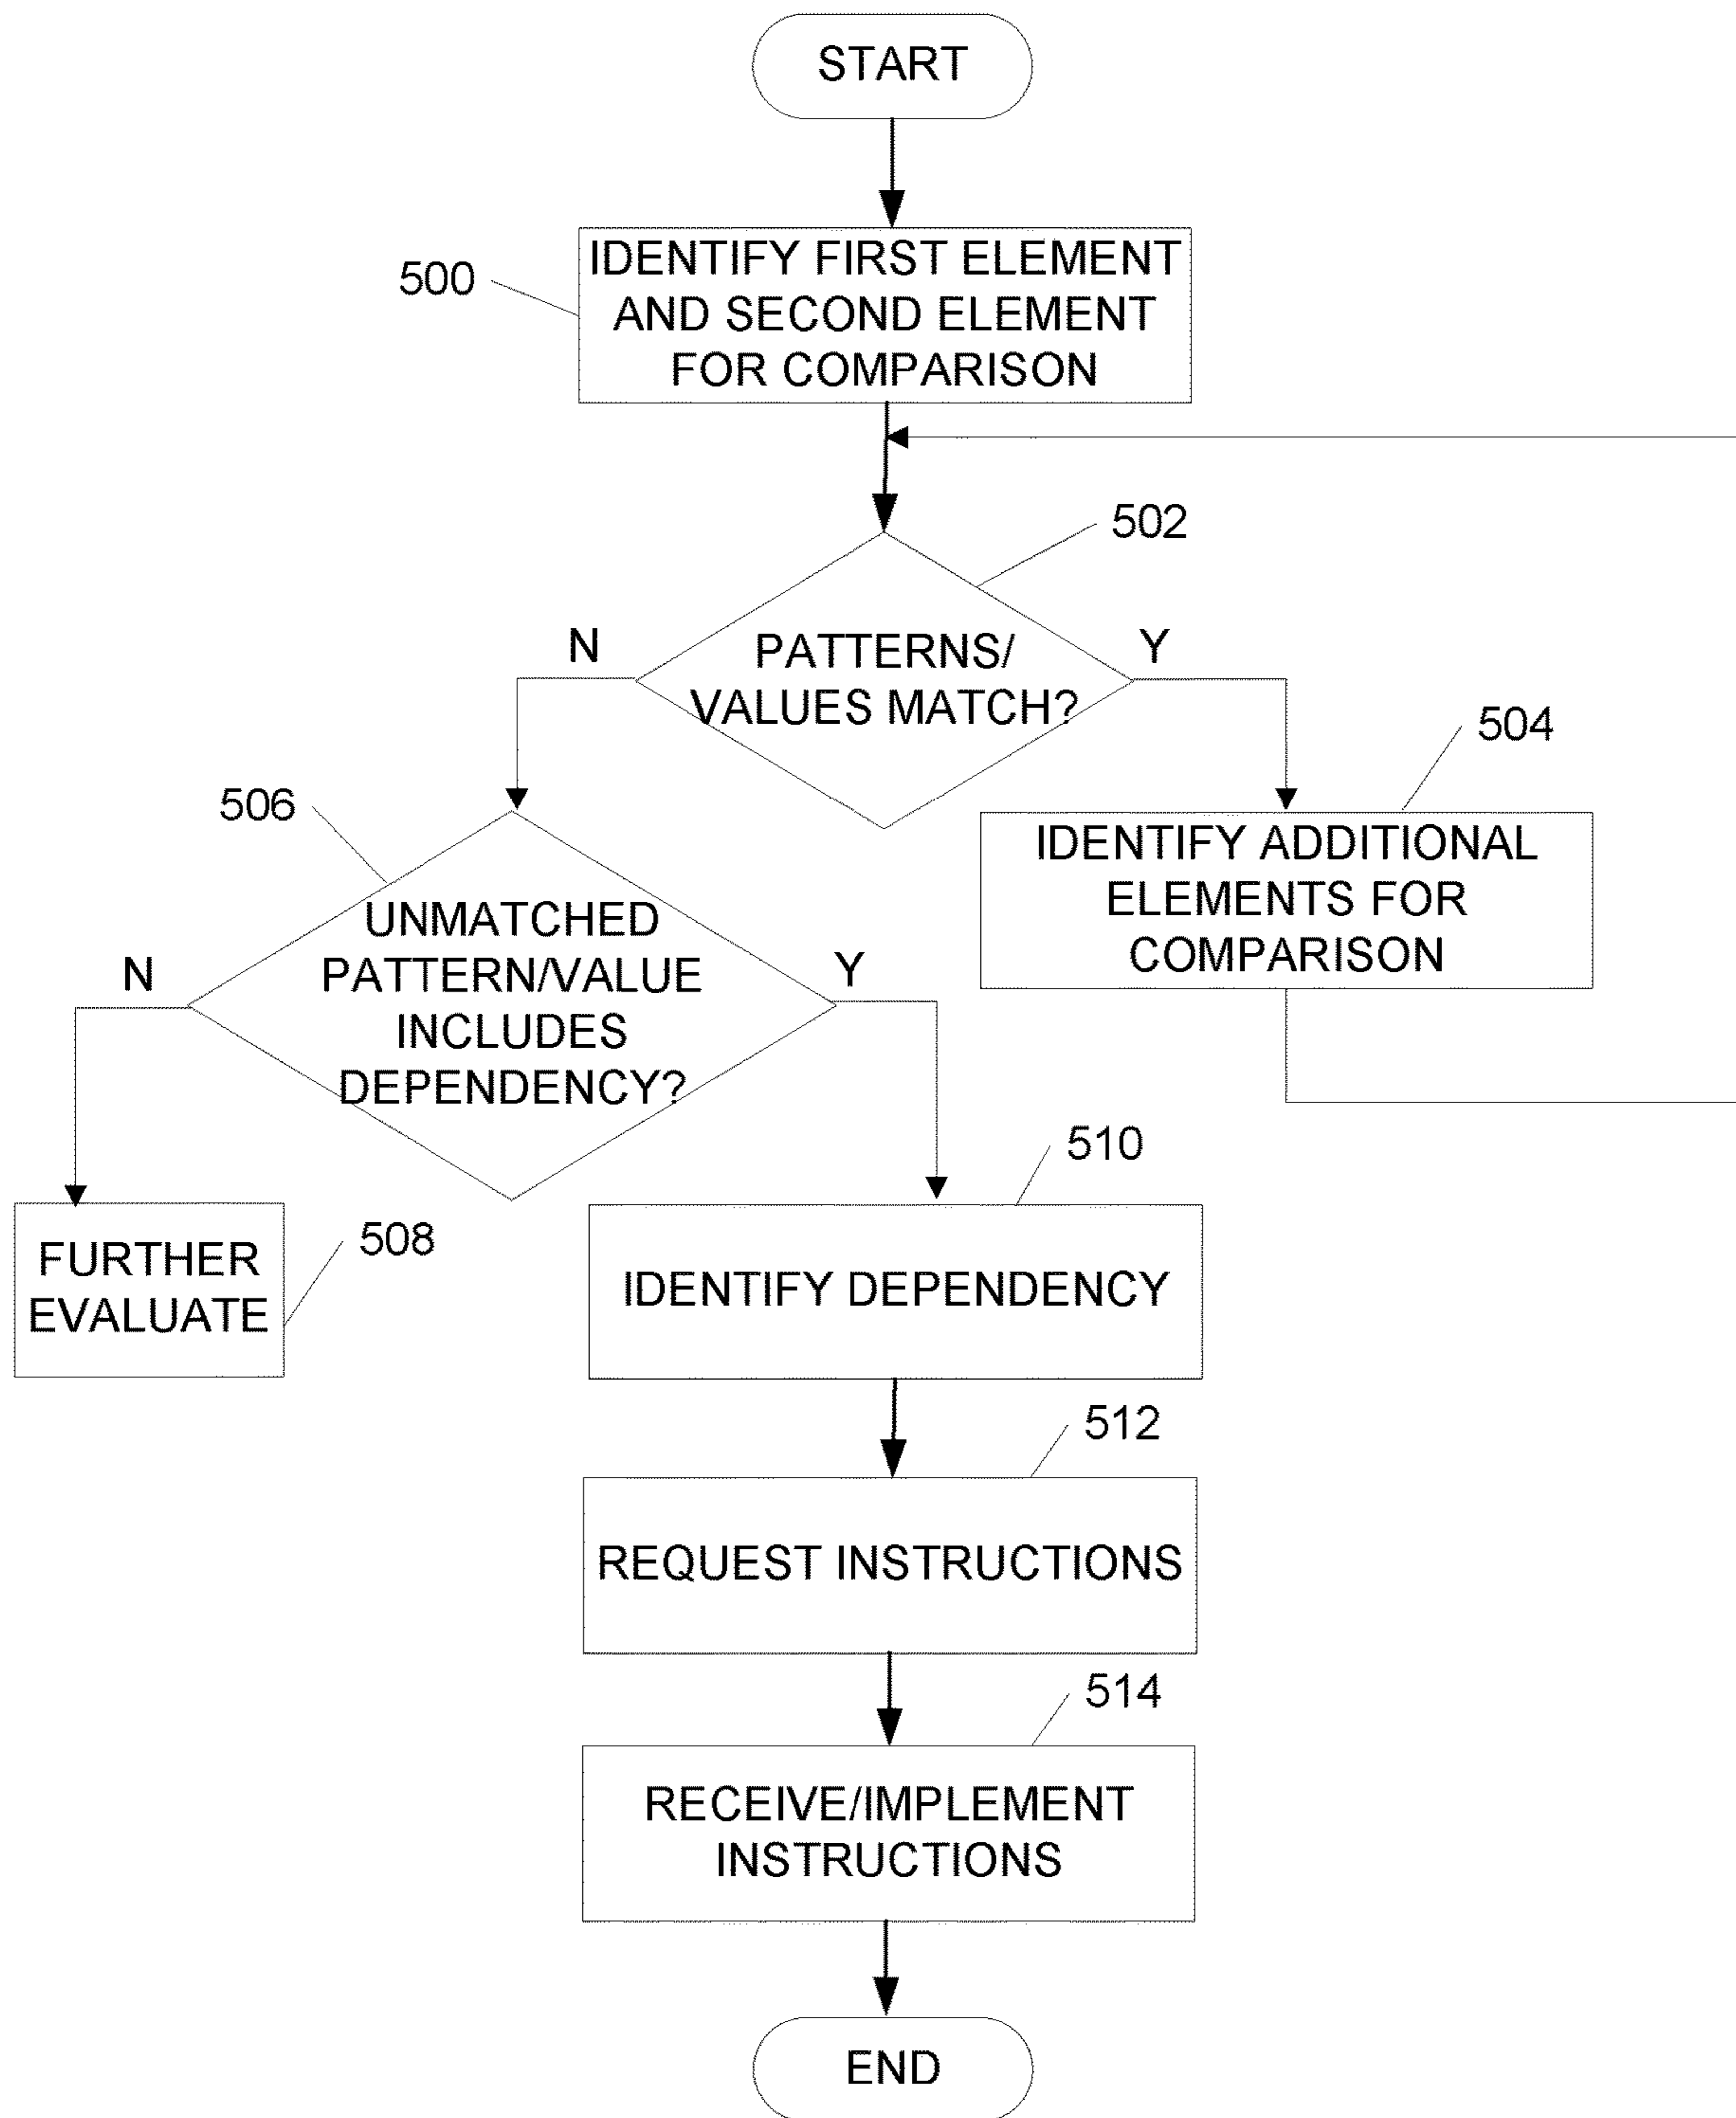 START
500
IDENTIFY FIRST ELEMENT
AND SECOND ELEMENT
FOR COMPARISON
502
N
PATTERNS/
VALUES MATCH?
Y
504
IDENTIFY ADDITIONAL
ELEMENTS FOR
COMPARISON
506
UNMATCHED
PATTERN/VALUE
INCLUDES
DEPENDENCY?
N
Y
508
FURTHER
EVALUATE
510
IDENTIFY DEPENDENCY
512
REQUEST INSTRUCTIONS
514
RECEIVE/IMPLEMENT
INSTRUCTIONS
END